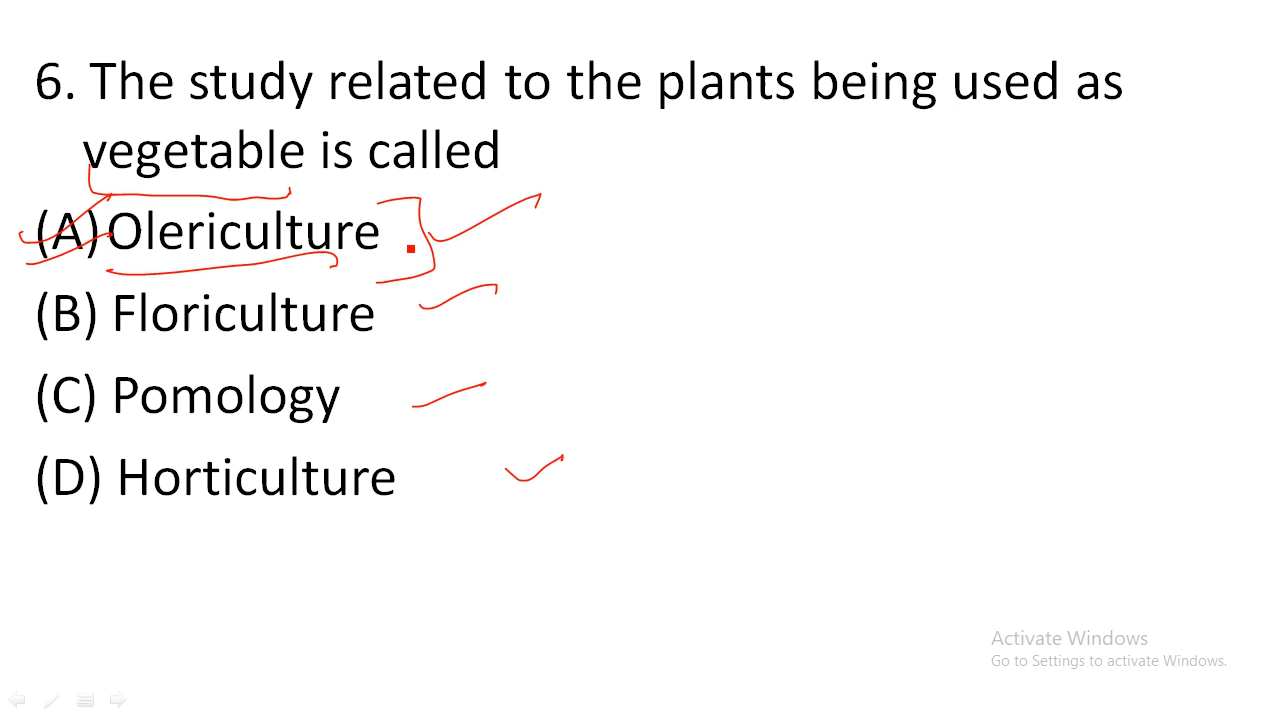 6. The study related to the plants being used as
vegetable is called
(A) Olericulture
(B) Floriculture
(C) Pomology
(D) Horticulture
Activate Windows
Go to Settings to activate Windows.